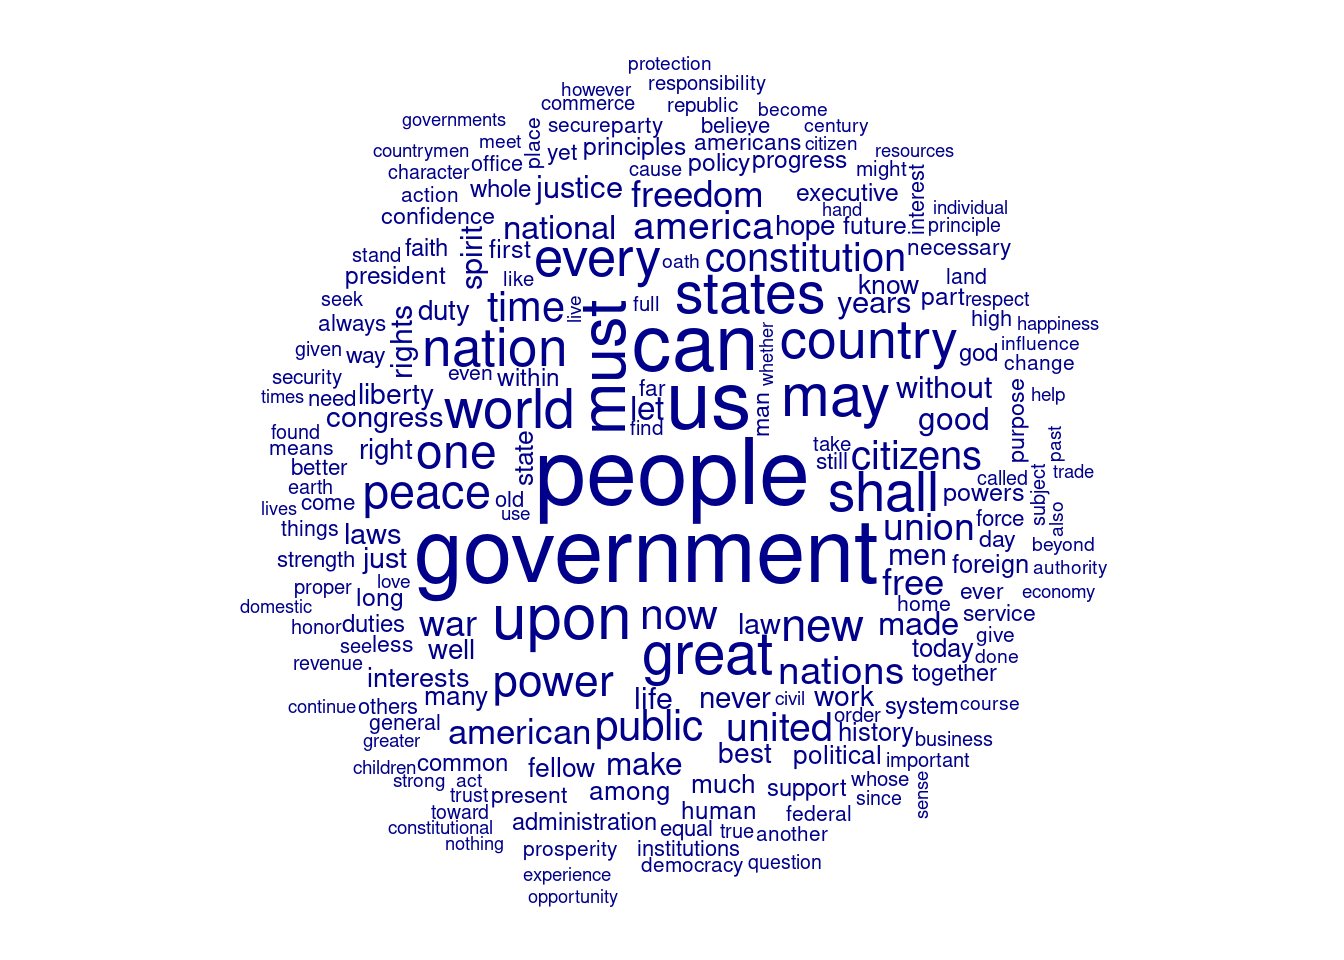 protection
however responsibility
commerce republic become
governments secure party believe century
countrymen meet place yet principles americans citizen resources
character office cause policy progress might
action whole justice freedom executive interest
confidence national america hope hand future individual principle
stand faith spirit first every oath constitution necessary
president like states know land
seek duty time live full years part respect
always rights must can country high happiness
given way nation whether god influence
security even within far change
times need liberty world let us man may without purpose help
found congress find good
means right one state take citizens past
better people still called trade
earth peace old shall powers subject
lives come use also
things laws government union force day
strength just men foreign beyond authority
proper love free ever economy
domestic long home service
honor duties war upon now law new made give
see less well great today done
revenue interests power nations together
continue others many life never civil work system course
general american public united order history business
greater best political important
children common fellow make whose
strong act much support since sense
trust present among
toward human federal
constitutional administration equal true another
nothing prosperity institutions
democracy question
experience
opportunity